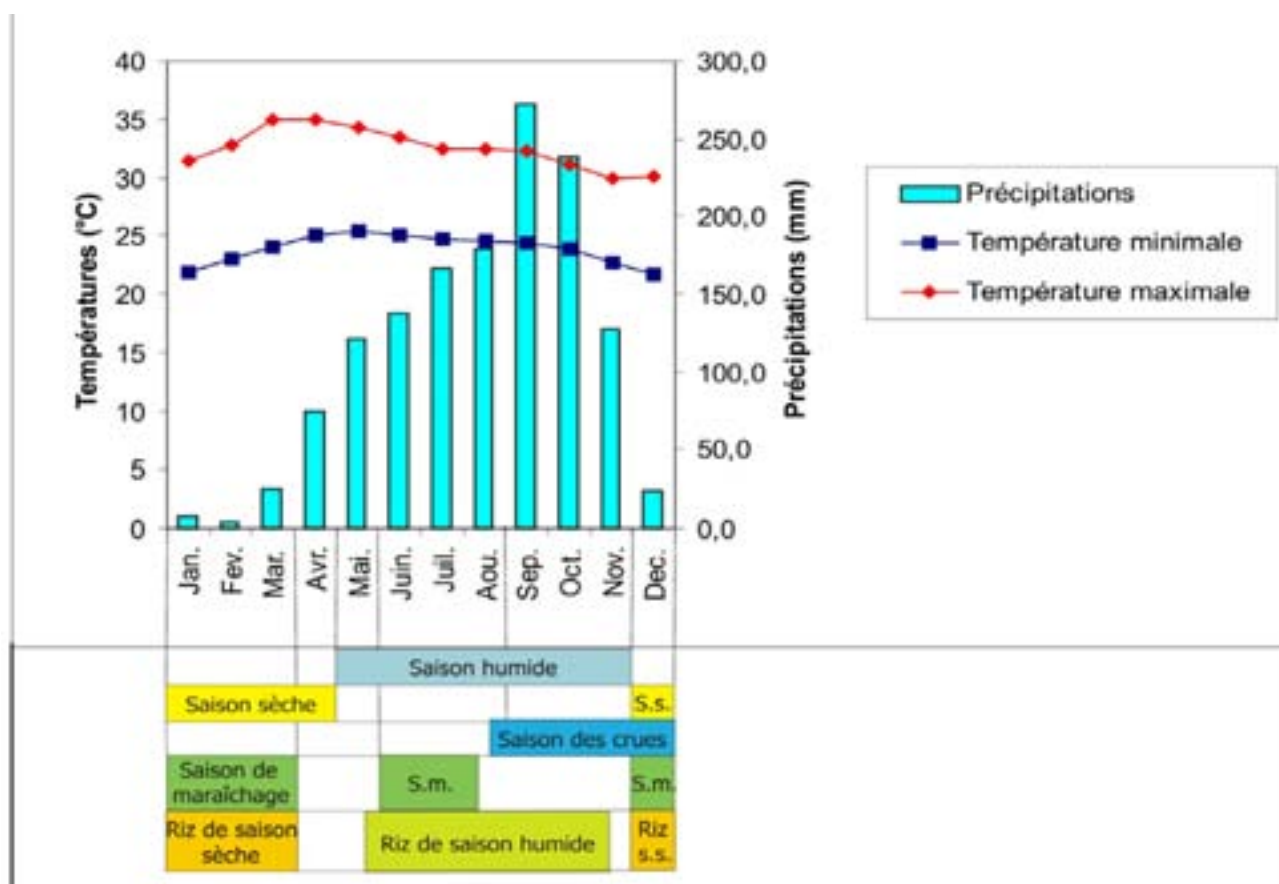 40
35
30
25
20
15
10
5
0
Températures (°C)
300,0
250,0
200,0
150,0
100,0
50,0
0,0
Précipitations (mm)
Précipitations
Température minimale
Température maximale
Jan.
Fev.
Mar.
Avr.
Mai.
Juin.
Juil.
Aou.
Sep.
Oct.
Nov.
Dec.
Saison humide
Saison sèche
S.s.
Saison des crues
Saison de
maraîchage
S.m.
S.m.
Riz de saison
sèche
Riz de saison humide
Riz
s.s.